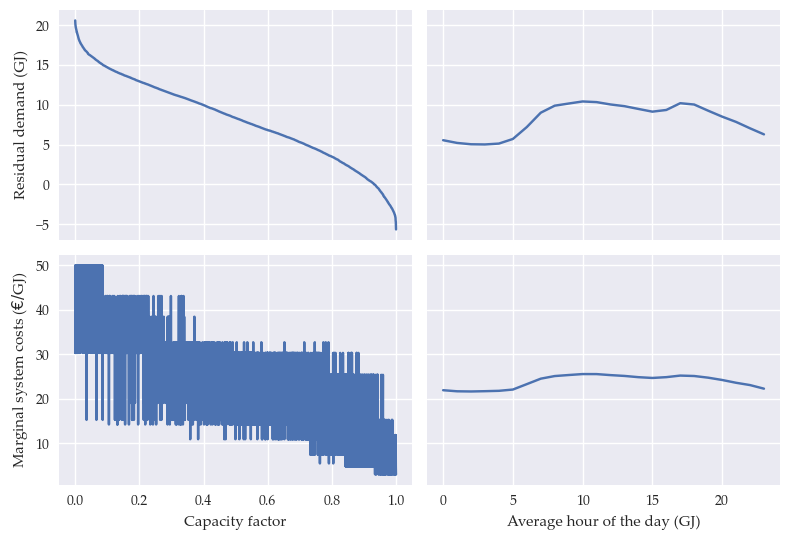 20
15
10
5
0
−5
Residual demand (GJ)
50
40
30
20
10
Marginal system costs (€/GJ)
0.0 0.2 0.4 0.6 0.8 1.0
Capacity factor
0 5 10 15 20
Average hour of the day (GJ)